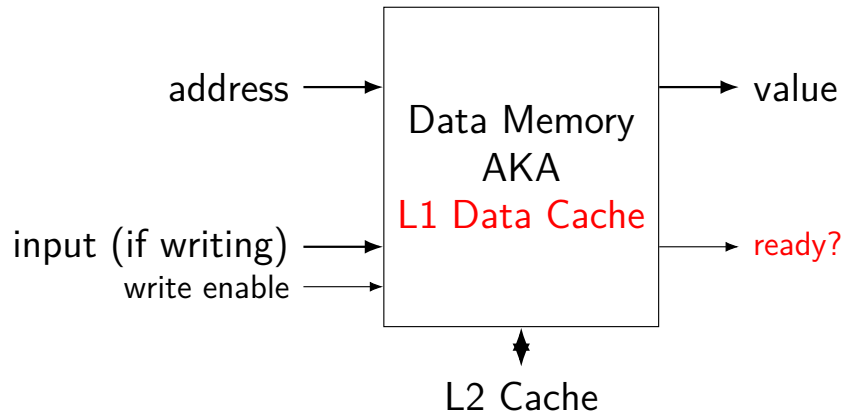 address
value
Data Memory
AKA
L1 Data Cache
input (if writing)
ready?
write enable
L2 Cache